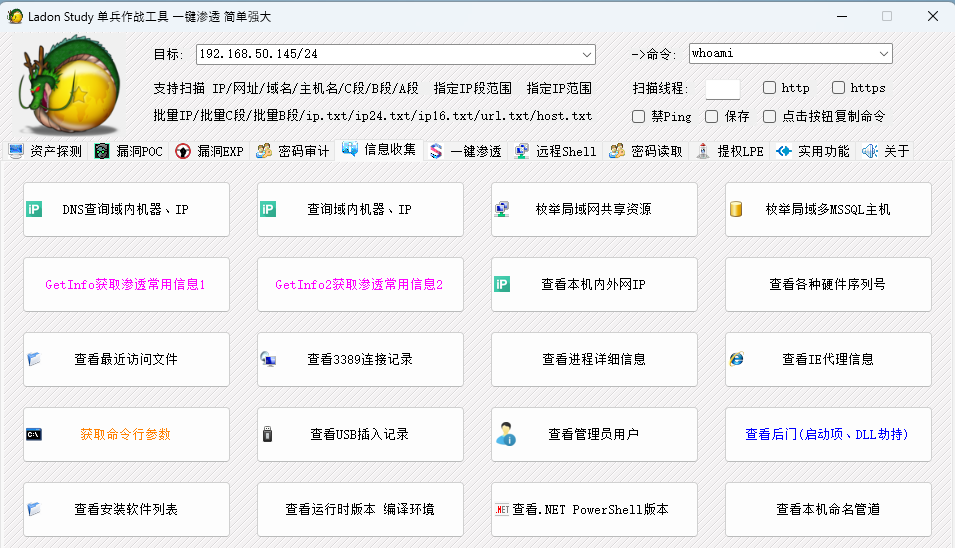 Ladon Study 单兵作战工具 一键渗透 简单强大
目标: 192.168.50.145/24 ->命令: whoami
支持扫描 IP/网址/域名/主机名/C段/B段/A段 指定IP段范围 指定IP范围 扫描线程: http https
批量IP/批量C段/批量B段/ip.txt/ip24.txt/ip16.txt/url.txt/host.txt 禁Ping 保存 点击按钮复制命令
资产探测 漏洞POC 漏洞EXP 密码审计 信息收集 一键渗透 远程Shell 密码读取 提权LPE 实用功能 关于
iP DNS查询域内机器、IP iP 查询域内机器、IP 枚举局域网共享资源 枚举局域多MSSQL主机
GetInfo获取渗透常用信息1 GetInfo2获取渗透常用信息2 iP 查看本机内外网IP 查看各种硬件序列号
查看最近访问文件 查看3389连接记录 查看进程详细信息 查看IE代理信息
C:\ 获取命令行参数 查看USB插入记录 查看管理员用户 查看后门(启动项、DLL劫持)
查看安装软件列表 查看运行时版本 编译环境 .NET 查看.NET PowerShell版本 查看本机命名管道